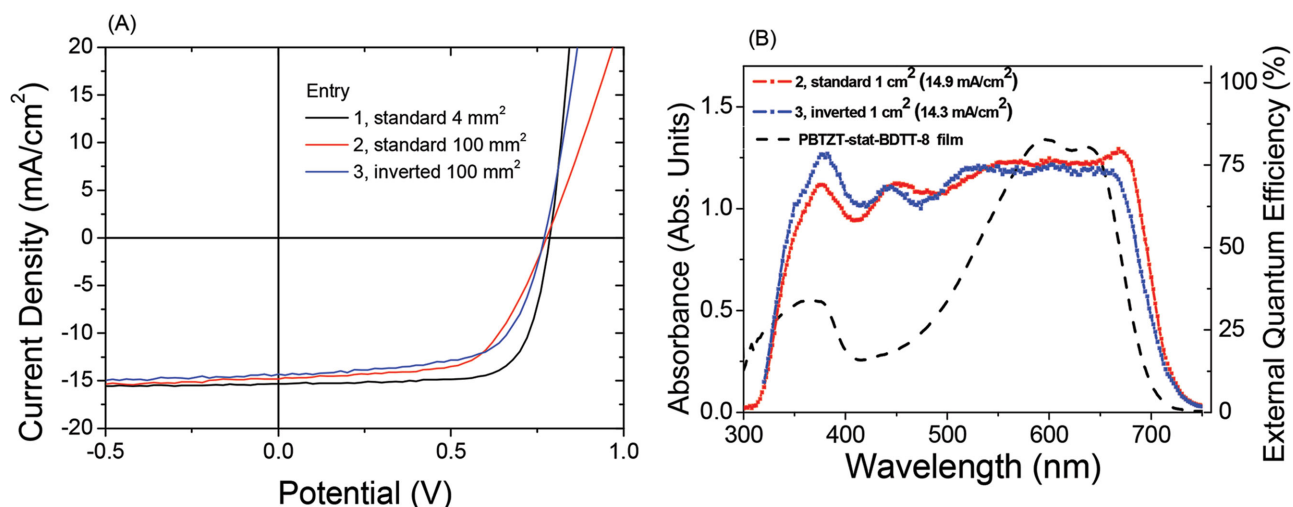 (A)
Current Density (mA/cm²)
20
15
10
5
0
-5
-10
-15
-20
Entry
1, standard 4 mm²
2, standard 100 mm²
3, inverted 100 mm²
-0.5
0.0
0.5
1.0
Potential (V)
(B)
Absorbance (Abs. Units)
1.5
1.0
0.5
0.0
2, standard 1 cm² (14.9 mA/cm²)
3, inverted 1 cm² (14.3 mA/cm²)
PBTZT-stat-BDTT-8 film
300
400
500
600
700
Wavelength (nm)
100
75
50
25
0
External Quantum Efficiency (%)